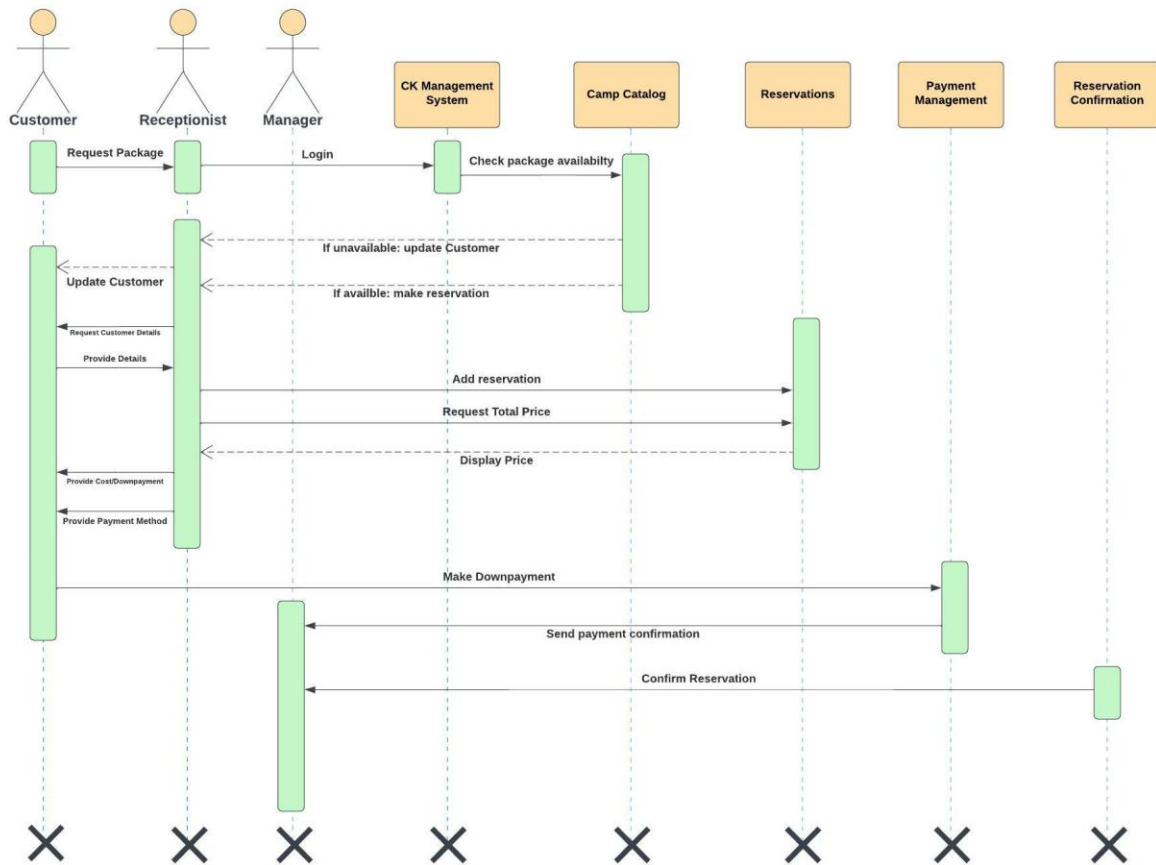 Customer
Receptionist
Manager
CK Management
System
Camp Catalog
Reservations
Payment
Management
Reservation
Confirmation
Request Package
Login
Check package availabilty
If unavailable: update Customer
Update Customer
If availble: make reservation
Request Customer Details
Provide Details
Add reservation
Request Total Price
Display Price
Provide Cost/Downpayment
Provide Payment Method
Make Downpayment
Send payment confirmation
Confirm Reservation